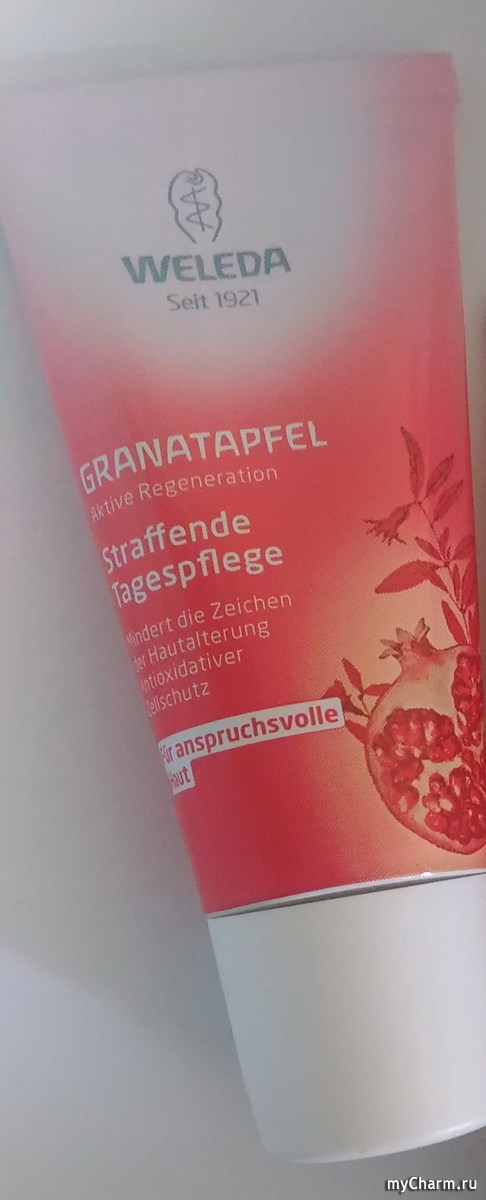 WELEDA
Seit 1921
GRANATAPFEL
Aktive Regeneration
Straffende
Tagespflege
Mindert die Zeichen
der Hautalterung
Antioxidativer
Zellschutz
Für anspruchsvolle
Haut
myCharm.ru